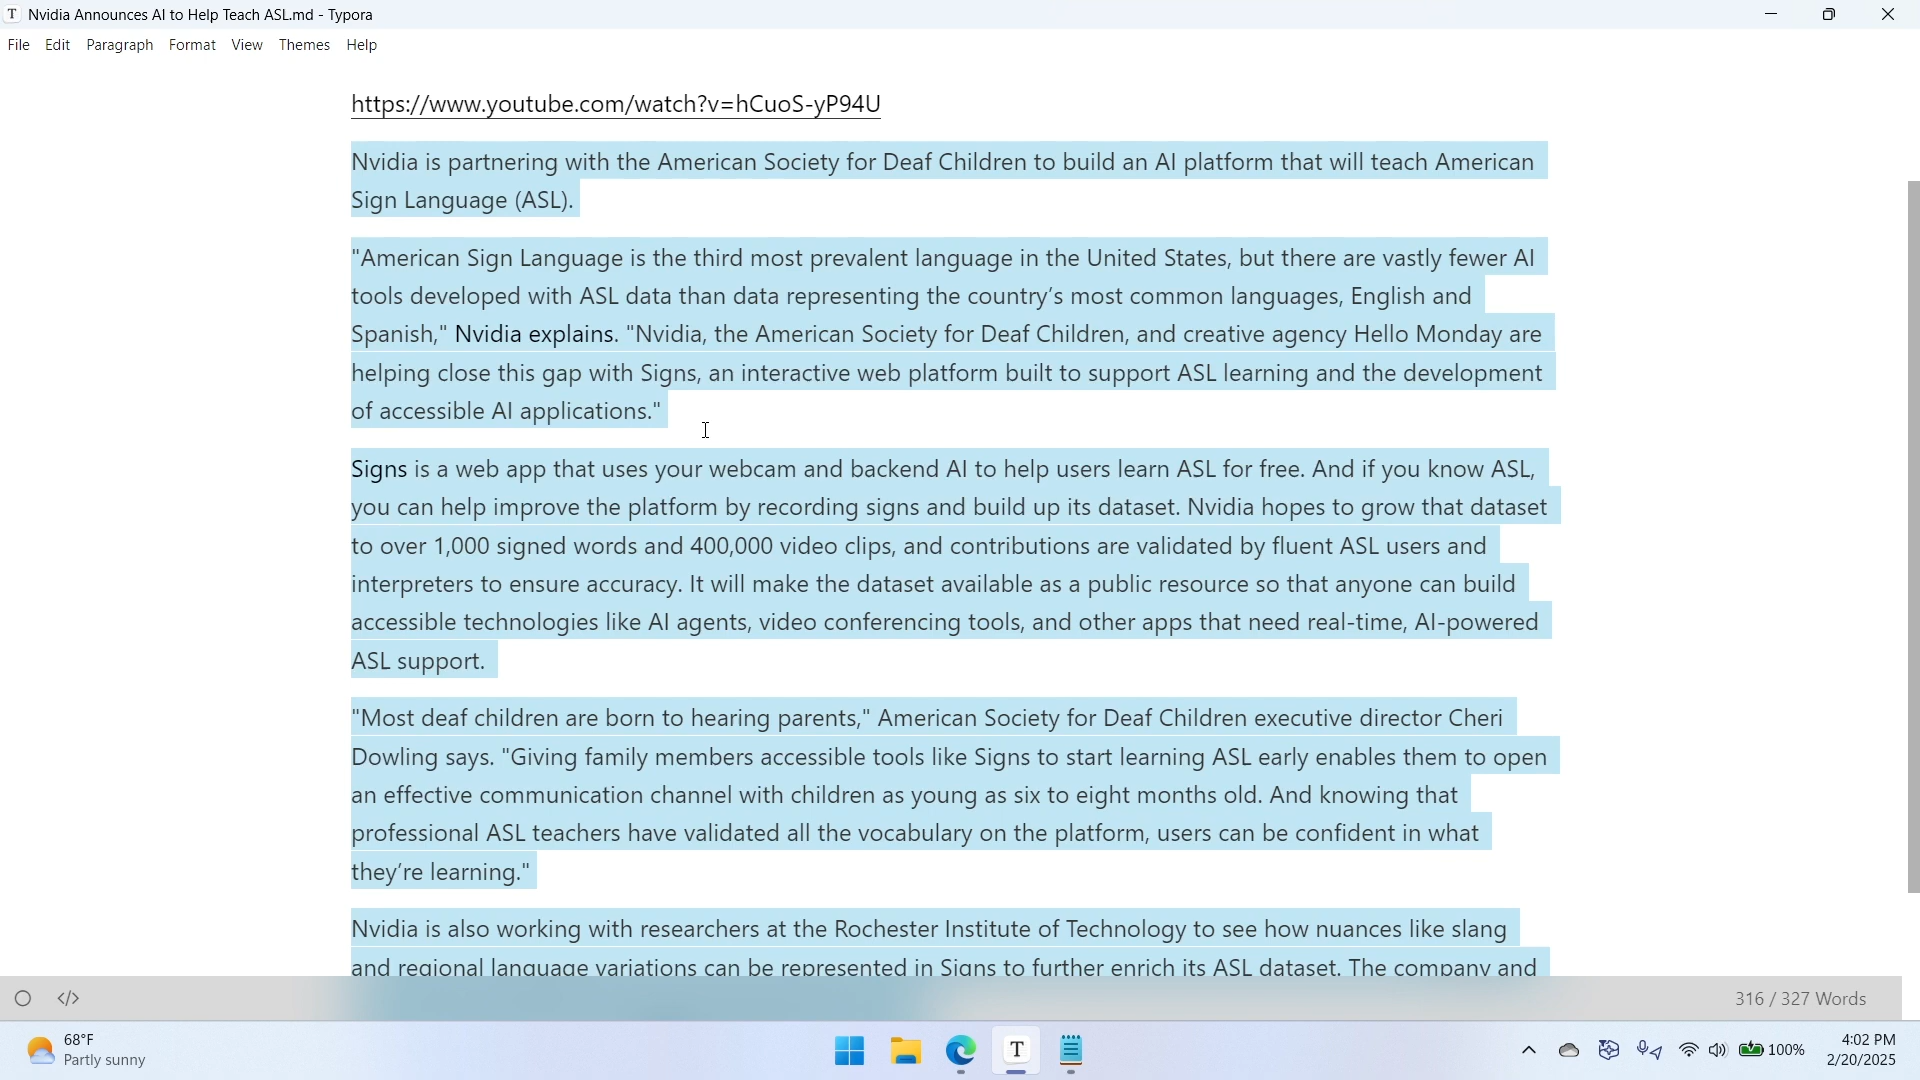 Nvidia Announces AI to Help Teach ASL.md - Typora
File Edit Paragraph Format View Themes Help
https://www.youtube.com/watch?v=hCuoS-yP94U
Nvidia is partnering with the American Society for Deaf Children to build an AI platform that will teach American
Sign Language (ASL).
"American Sign Language is the third most prevalent language in the United States, but there are vastly fewer AI
tools developed with ASL data than data representing the country’s most common languages, English and
Spanish," Nvidia explains. "Nvidia, the American Society for Deaf Children, and creative agency Hello Monday are
helping close this gap with Signs, an interactive web platform built to support ASL learning and the development
of accessible AI applications."
Signs is a web app that uses your webcam and backend AI to help users learn ASL for free. And if you know ASL,
you can help improve the platform by recording signs and build up its dataset. Nvidia hopes to grow that dataset
to over 1,000 signed words and 400,000 video clips, and contributions are validated by fluent ASL users and
interpreters to ensure accuracy. It will make the dataset available as a public resource so that anyone can build
accessible technologies like AI agents, video conferencing tools, and other apps that need real-time, AI-powered
ASL support.
"Most deaf children are born to hearing parents," American Society for Deaf Children executive director Cheri
Dowling says. "Giving family members accessible tools like Signs to start learning ASL early enables them to open
an effective communication channel with children as young as six to eight months old. And knowing that
professional ASL teachers have validated all the vocabulary on the platform, users can be confident in what
they’re learning."
Nvidia is also working with researchers at the Rochester Institute of Technology to see how nuances like slang
and regional language variations can be represented in Signs to further enrich its ASL dataset. The company and
316 / 327 Words
68°F
Partly sunny
100%
4:02 PM
2/20/2025